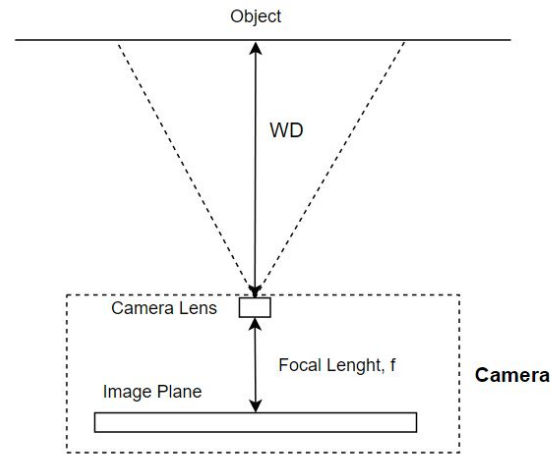 Object
WD
Camera Lens
Focal Lenght, f
Camera
Image Plane